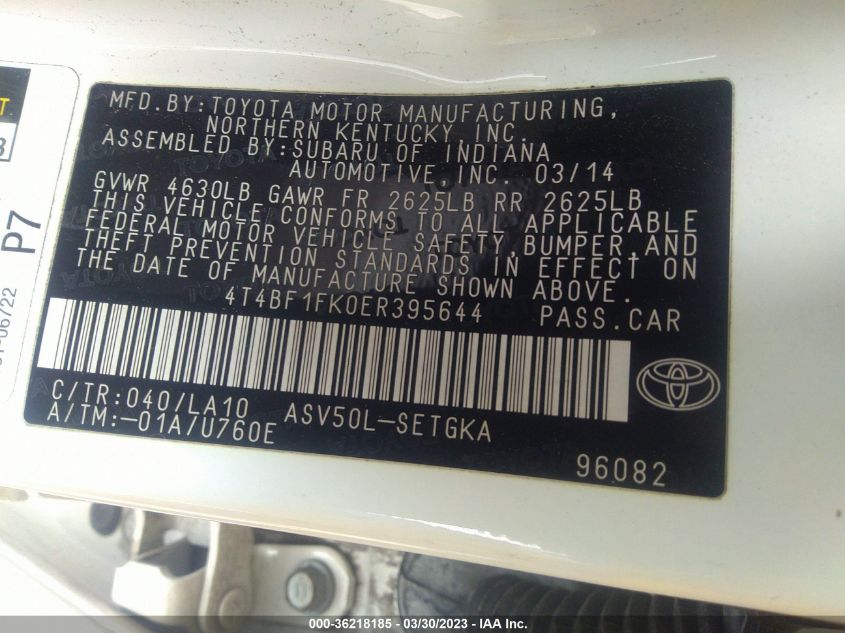 MFD.BY:TOYOTA MOTOR MANUFACTURING,
NORTHERN KENTUCKY INC.
ASSEMBLED BY:SUBARU OF INDIANA
AUTOMOTIVE,INC. 03/14
GVWR 4630LB GAWR FR 2625LB RR 2625LB
THIS VEHICLE CONFORMS TO ALL APPLICABLE
FEDERAL MOTOR VEHICLE SAFETY,BUMPER,AND
THEFT PREVENTION STANDARDS IN EFFECT ON
THE DATE OF MANUFACTURE SHOWN ABOVE.
4T4BF1FK0ER395644 PASS.CAR
C/TR:040/LA10 ASV50L-SETGKA
A/TM:-01A/U760E
96082
P7
06/22
000-36218185 - 03/30/2023 - IAA Inc.